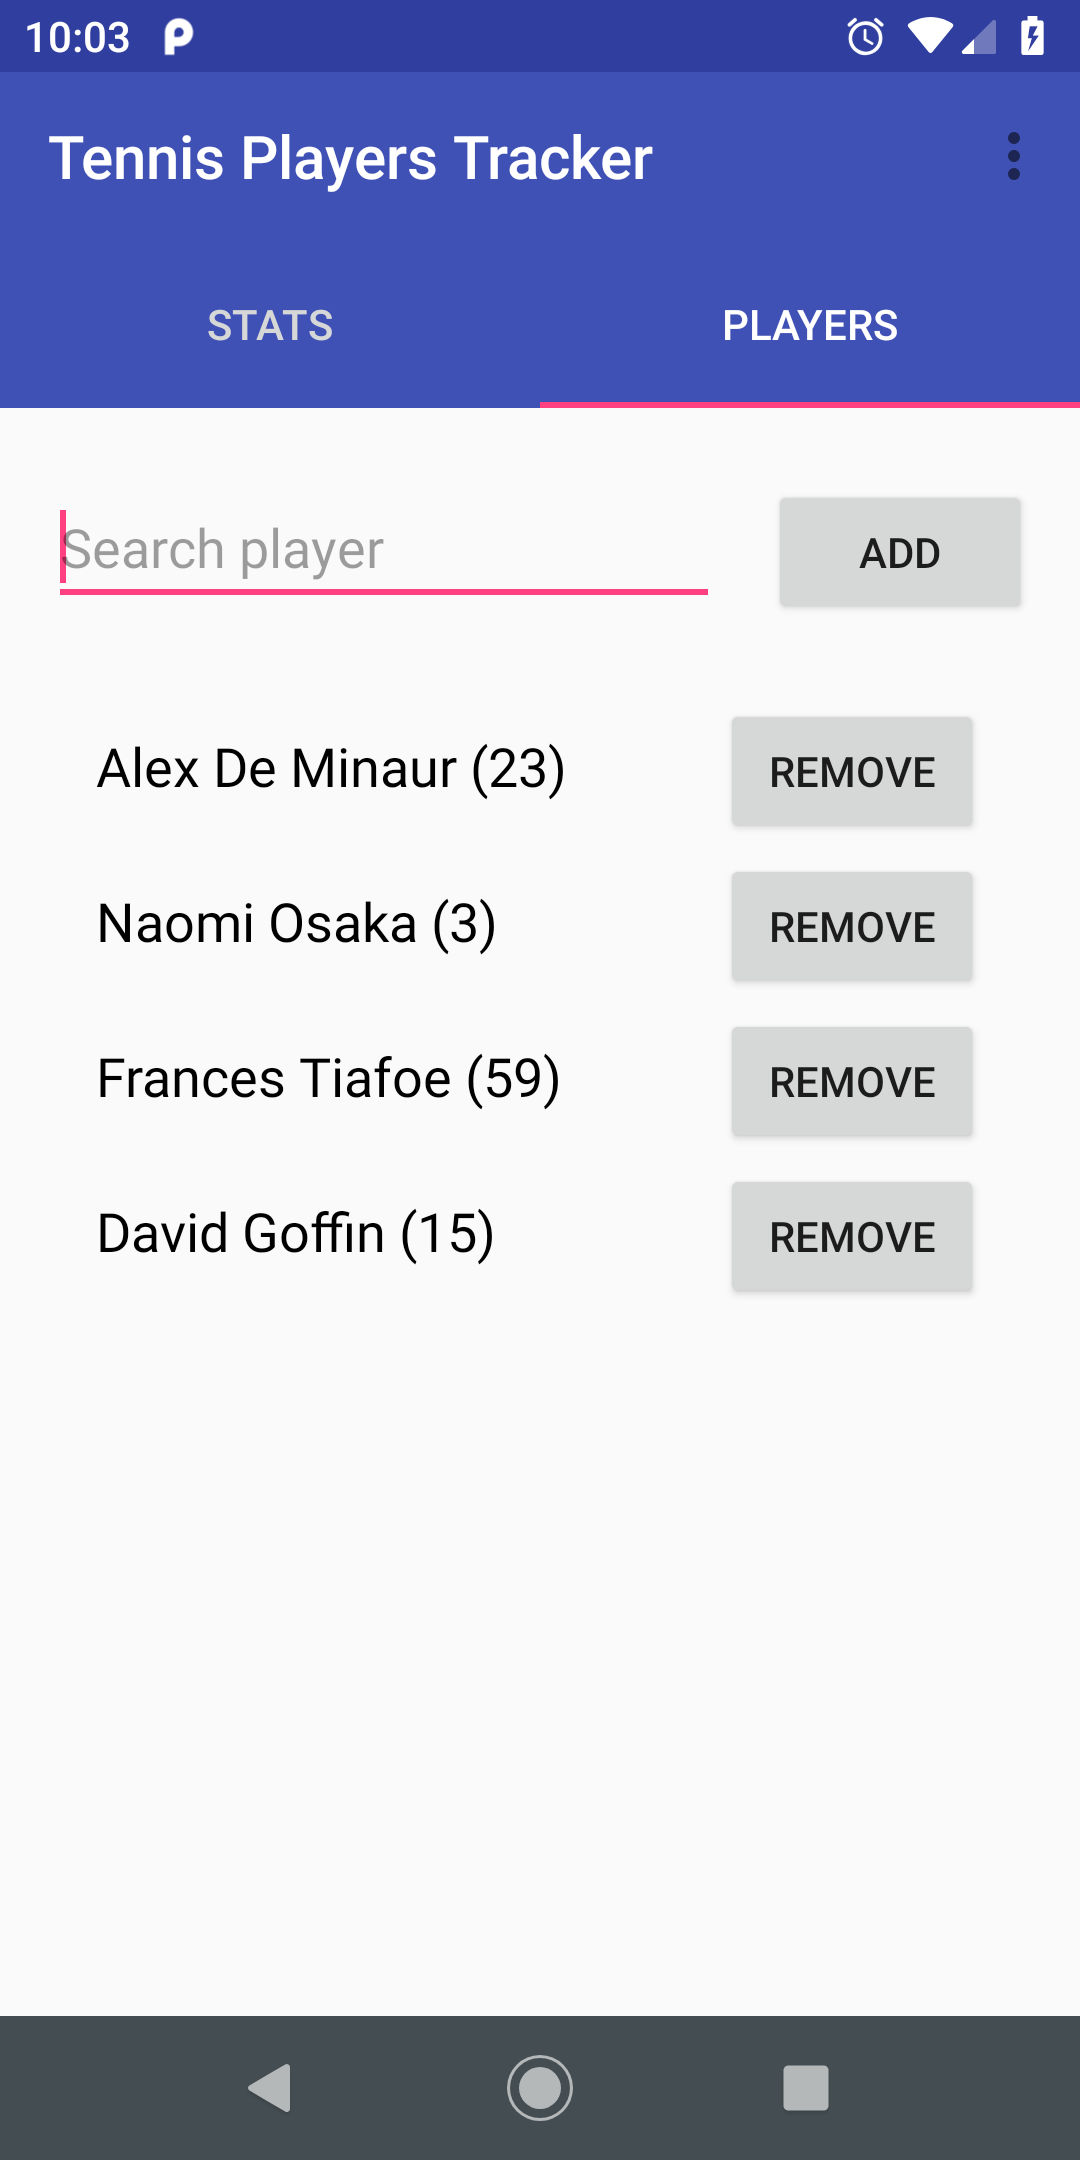 10:03
Tennis Players Tracker
STATS PLAYERS
Search player ADD
Alex De Minaur (23) REMOVE
Naomi Osaka (3) REMOVE
Frances Tiafoe (59) REMOVE
David Goffin (15) REMOVE